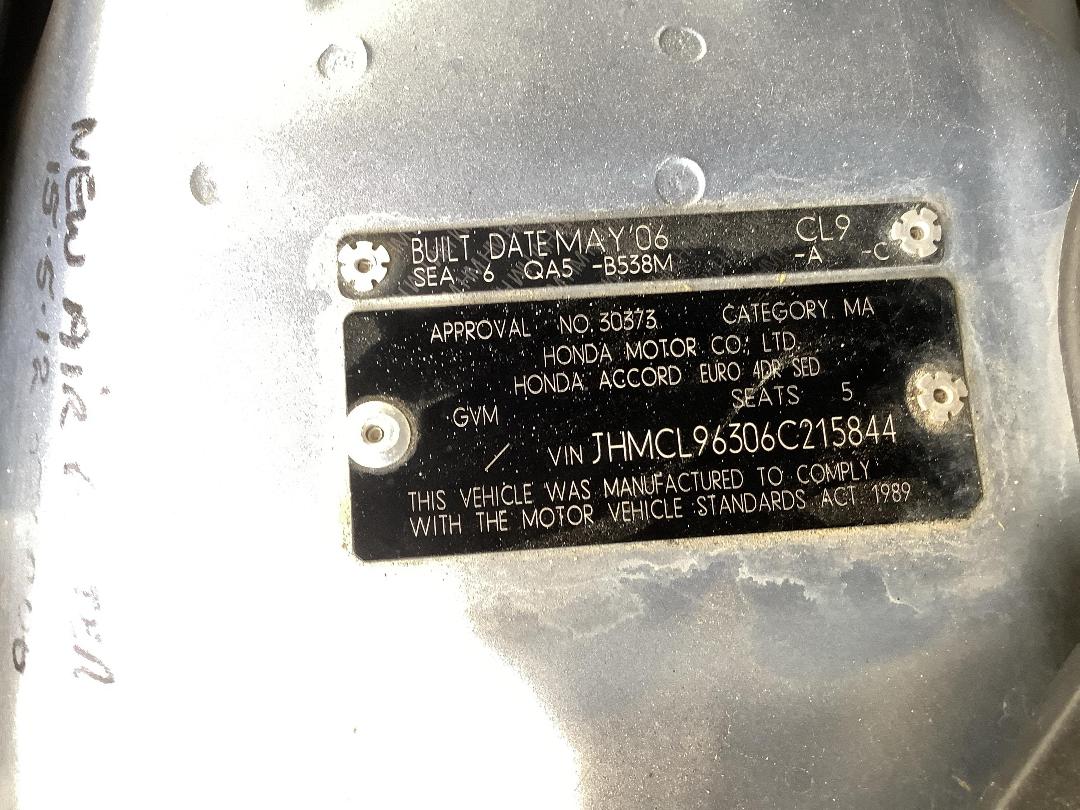 BUILT DATE MAY'06 CL9
SEA 6 QA5 -B538M -A -C
APPROVAL NO. 30373 CATEGORY MA
HONDA MOTOR CO., LTD.
HONDA ACCORD EURO 4DR SED
GVM SEATS 5
VIN JHMCL96306C215844
THIS VEHICLE WAS MANUFACTURED TO COMPLY
WITH THE MOTOR VEHICLE STANDARDS ACT 1989
NEW AIR
15.5.12